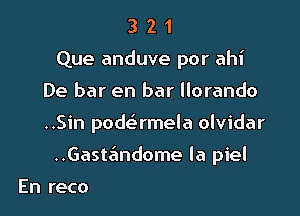 3 2 1
Que anduve por ahi
De bar en bar llorando
..Sin podérmela olvidar
..Gastándome la piel
En reco